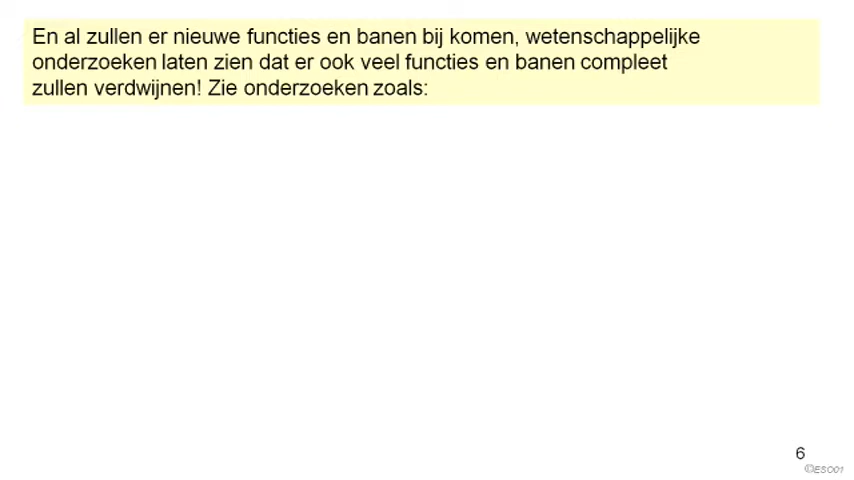 En al zullen er nieuwe functies en banen bij komen, wetenschappelijke
onderzoeken laten zien dat er ook veel functies en banen compleet
zullen verdwijnen! Zie onderzoeken zoals:
6
©ESO01